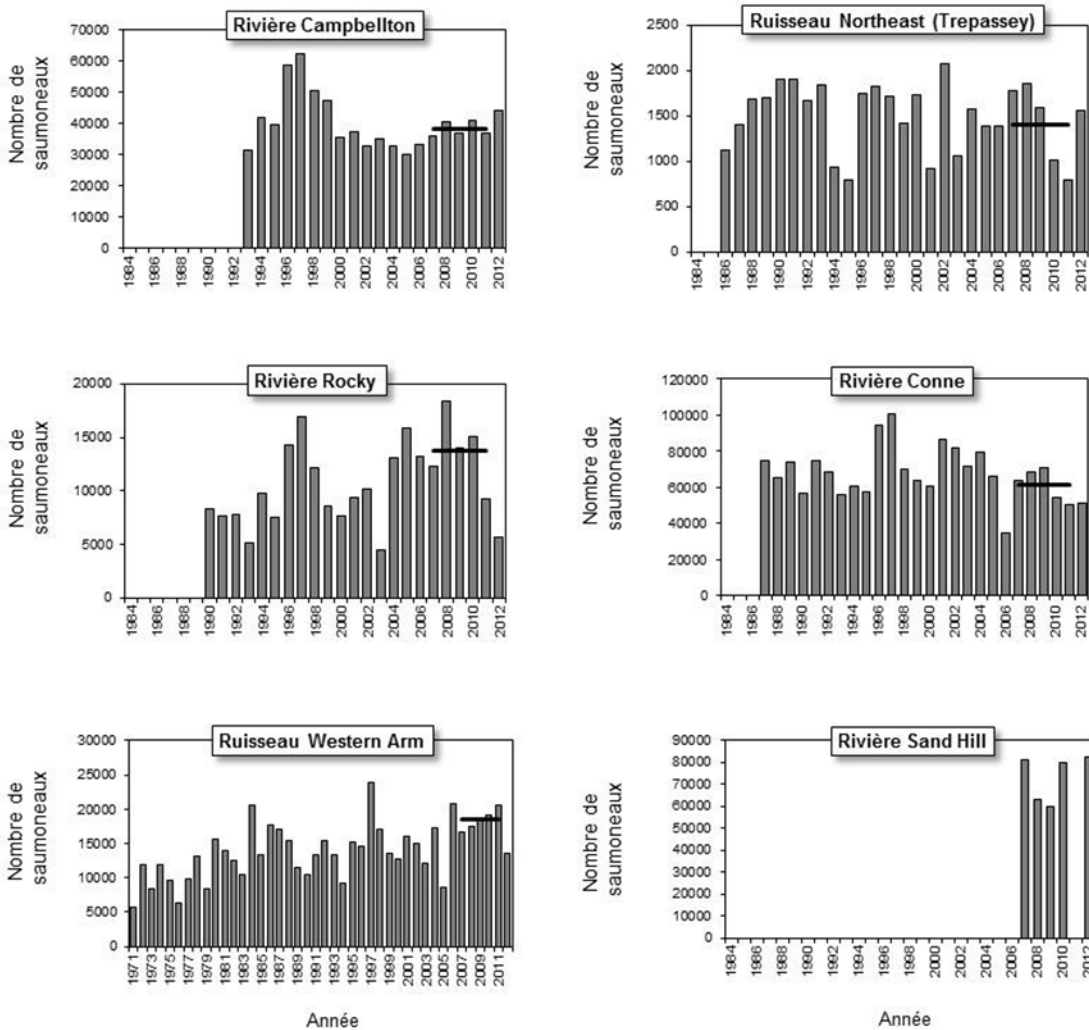 Rivière Campbellton
Nombre de
saumoneaux
70000
60000
50000
40000
30000
20000
10000
0
1984 1986 1988 1990 1992 1994 1996 1998 2000 2002 2004 2006 2008 2010 2012
Ruisseau Northeast (Trepassey)
Nombre de
saumoneaux
2500
2000
1500
1000
500
0
1984 1986 1988 1990 1992 1994 1996 1998 2000 2002 2004 2006 2008 2010 2012
Rivière Rocky
Nombre de
saumoneaux
20000
15000
10000
5000
0
1984 1986 1988 1990 1992 1994 1996 1998 2000 2002 2004 2006 2008 2010 2012
Rivière Conne
Nombre de
saumoneaux
120000
100000
80000
60000
40000
20000
0
1984 1986 1988 1990 1992 1994 1996 1998 2000 2002 2004 2006 2008 2010 2012
Ruisseau Western Arm
Nombre de
saumoneaux
30000
25000
20000
15000
10000
5000
0
1971 1973 1975 1977 1979 1981 1983 1985 1987 1989 1991 1993 1995 1997 1999 2001 2003 2005 2007 2009 2011
Année
Rivière Sand Hill
Nombre de
saumoneaux
90000
80000
70000
60000
50000
40000
30000
20000
10000
0
1984 1986 1988 1990 1992 1994 1996 1998 2000 2002 2004 2006 2008 2010 2012
Année